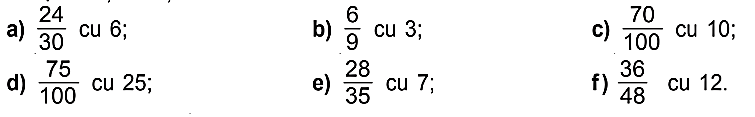 a) 24/30 cu 6; b) 6/9 cu 3; c) 70/100 cu 10;
d) 75/100 cu 25; e) 28/35 cu 7; f) 36/48 cu 12.